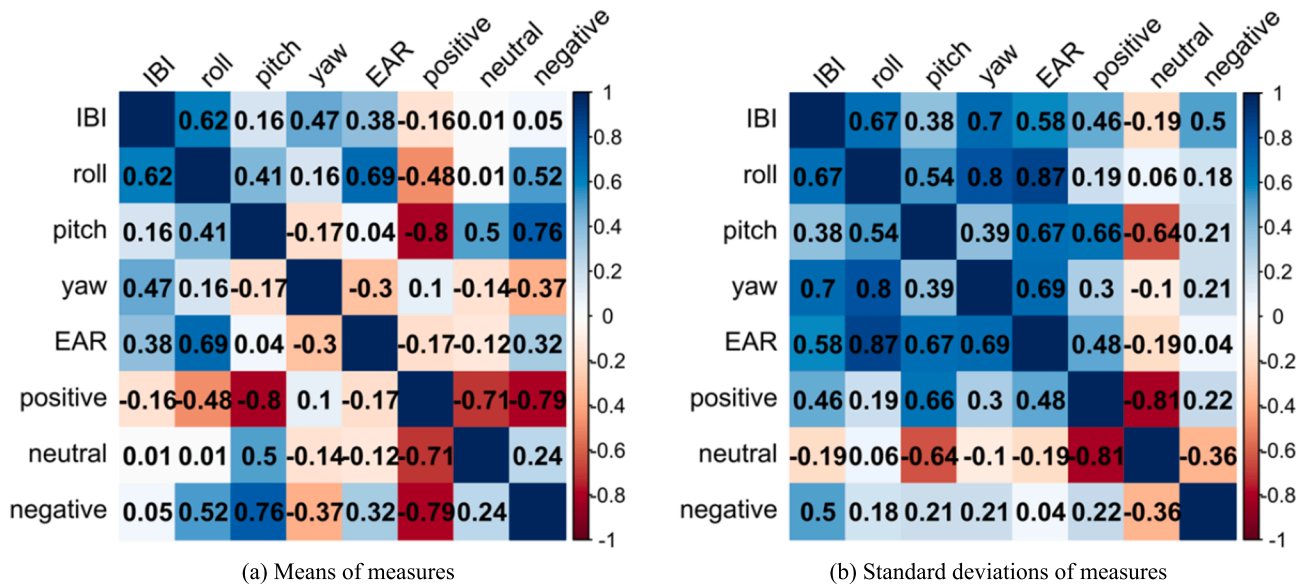 IBI roll pitch yaw EAR positive neutral negative
IBI 0.62 0.16 0.47 0.38 -0.16 0.01 0.05
roll 0.62 0.41 0.16 0.69 -0.48 0.01 0.52
pitch 0.16 0.41 -0.17 0.04 -0.8 0.5 0.76
yaw 0.47 0.16 -0.17 -0.3 0.1 -0.14 -0.37
EAR 0.38 0.69 0.04 -0.3 -0.17 -0.12 0.32
positive -0.16 -0.48 -0.8 0.1 -0.17 -0.71 -0.79
neutral 0.01 0.01 0.5 -0.14 -0.12 -0.71 0.24
negative 0.05 0.52 0.76 -0.37 0.32 -0.79 0.24
1
0.8
0.6
0.4
0.2
0
-0.2
-0.4
-0.6
-0.8
-1
(a) Means of measures
IBI roll pitch yaw EAR positive neutral negative
IBI 0.67 0.38 0.7 0.58 0.46 -0.19 0.5
roll 0.67 0.54 0.8 0.87 0.19 0.06 0.18
pitch 0.38 0.54 0.39 0.67 0.66 -0.64 0.21
yaw 0.7 0.8 0.39 0.69 0.3 -0.1 0.21
EAR 0.58 0.87 0.67 0.69 0.48 -0.19 0.04
positive 0.46 0.19 0.66 0.3 0.48 -0.81 0.22
neutral -0.19 0.06 -0.64 -0.1 -0.19 -0.81 -0.36
negative 0.5 0.18 0.21 0.21 0.04 0.22 -0.36
1
0.8
0.6
0.4
0.2
0
-0.2
-0.4
-0.6
-0.8
-1
(b) Standard deviations of measures